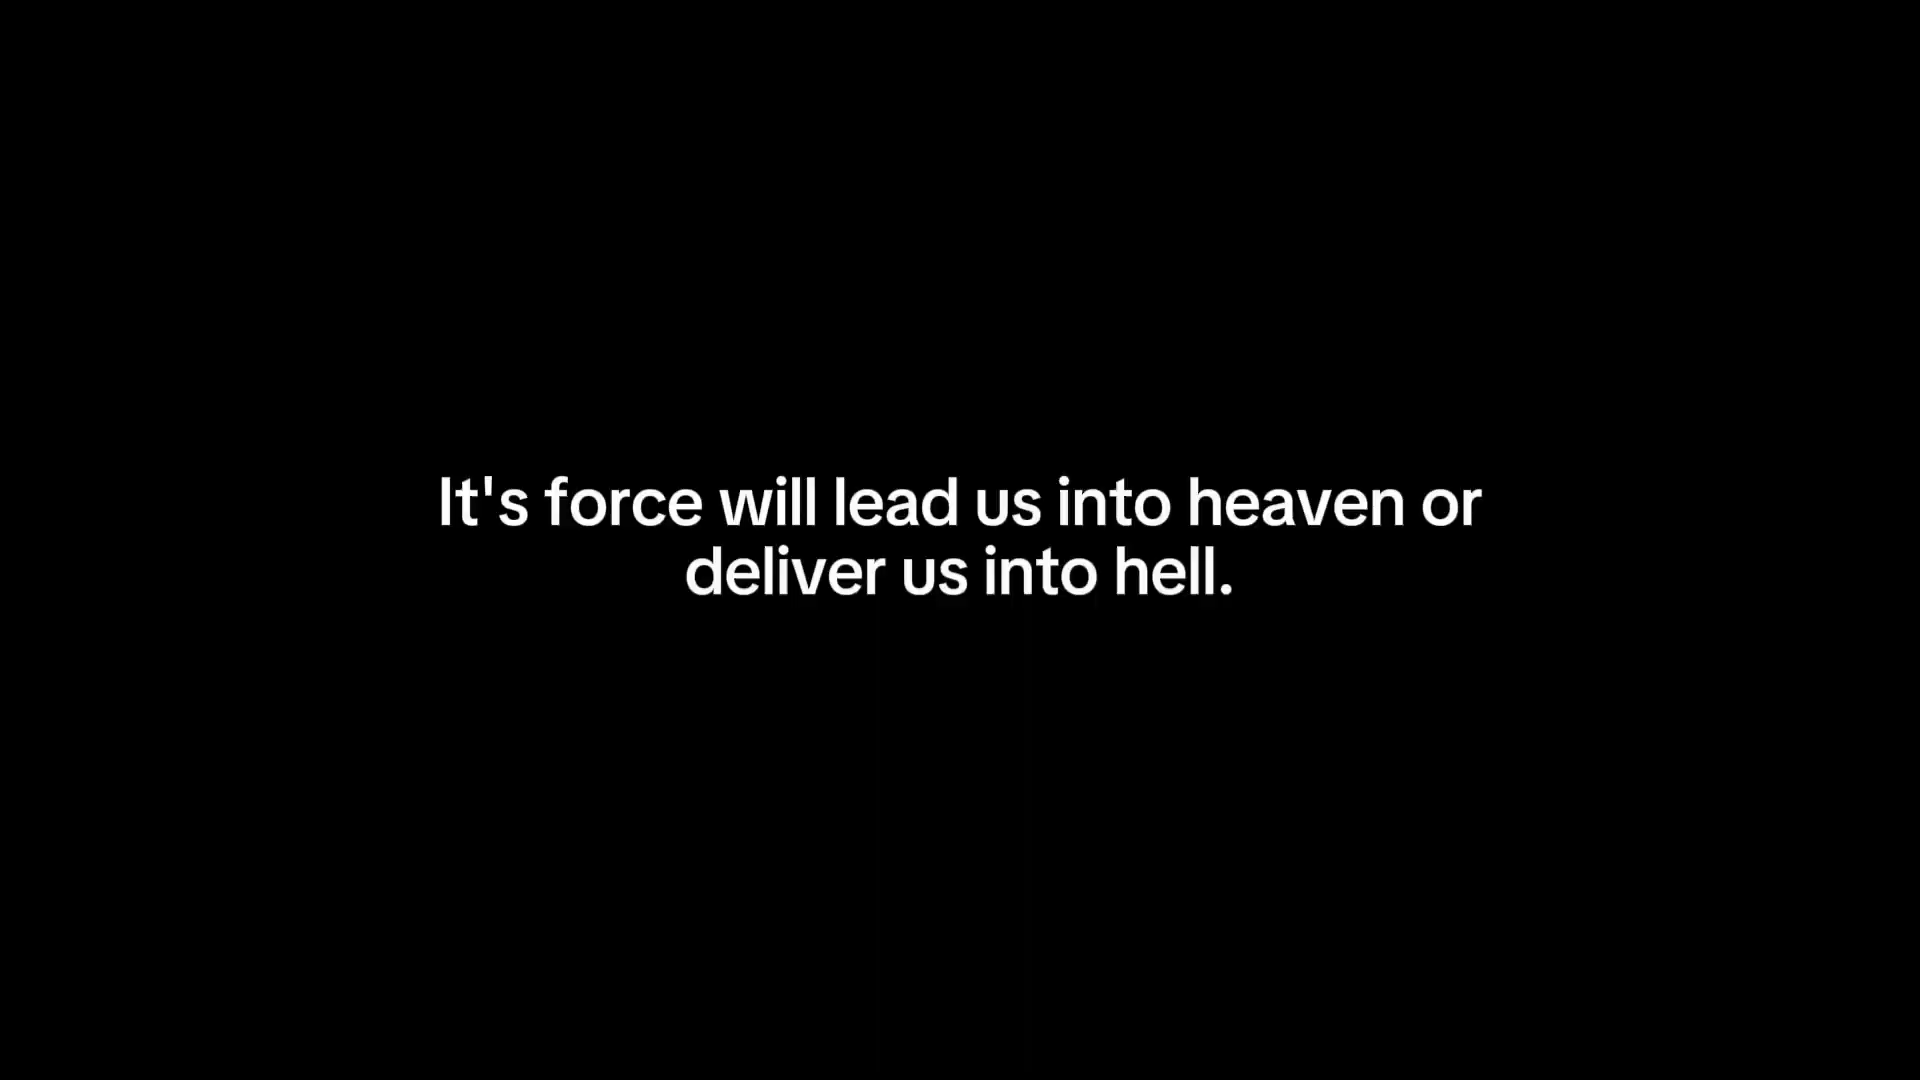 It's force will lead us into heaven or
deliver us into hell.